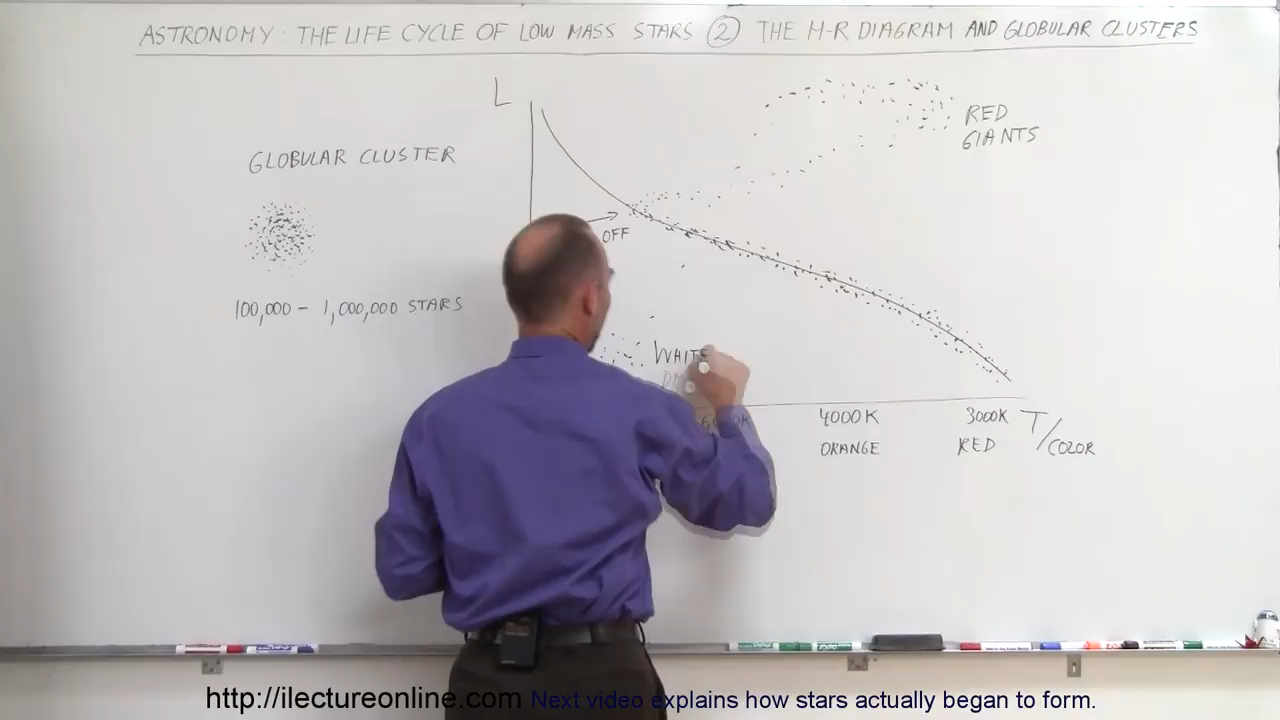 ASTRONOMY: THE LIFE CYCLE OF LOW MASS STARS ② THE H-R DIAGRAM AND GLOBULAR CLUSTERS
L
RED
GIANTS
GLOBULAR CLUSTER
OFF
100,000 - 1,000,000 STARS
WHITE
4000K
3000K
T/COLOR
ORANGE
RED
http://ilectureonline.com Next video explains how stars actually began to form.